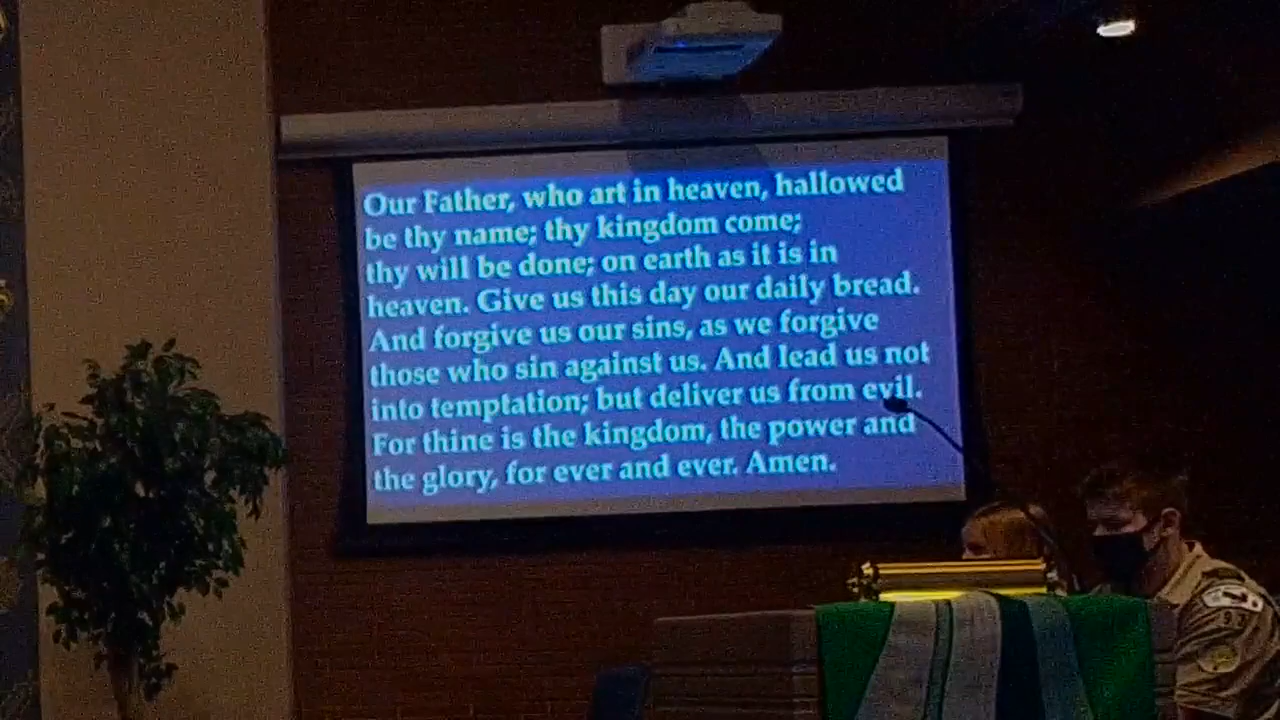 Our Father, who art in heaven, hallowed
be thy name; thy kingdom come;
thy will be done; on earth as it is in
heaven. Give us this day our daily bread.
And forgive us our sins, as we forgive
those who sin against us. And lead us not
into temptation; but deliver us from evil.
For thine is the kingdom, the power and
the glory, for ever and ever. Amen.